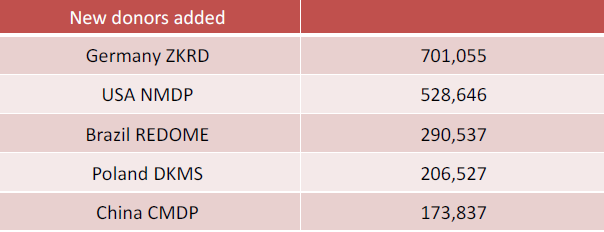 New donors added
Germany ZKRD 701,055
USA NMDP 528,646
Brazil REDOME 290,537
Poland DKMS 206,527
China CMDP 173,837